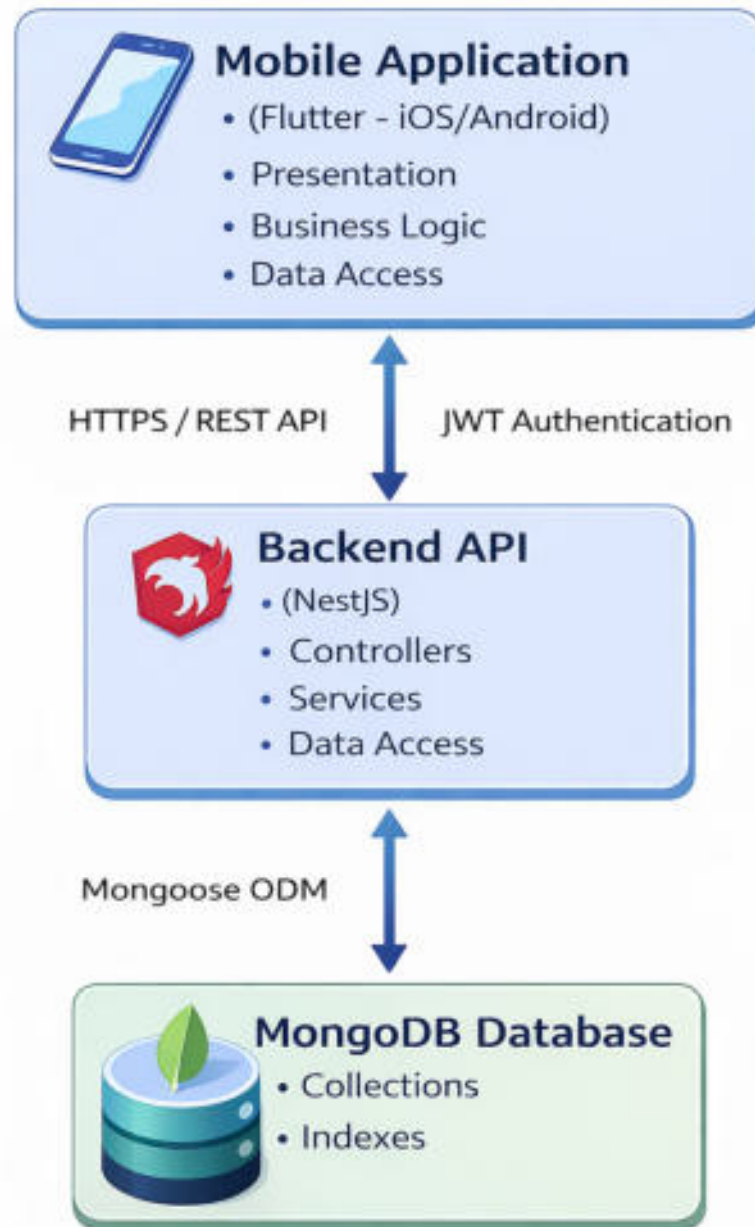 Mobile Application
• (Flutter - iOS/Android)
• Presentation
• Business Logic
• Data Access
HTTPS / REST API
JWT Authentication
Backend API
• (NestJS)
• Controllers
• Services
• Data Access
Mongoose ODM
MongoDB Database
• Collections
• Indexes